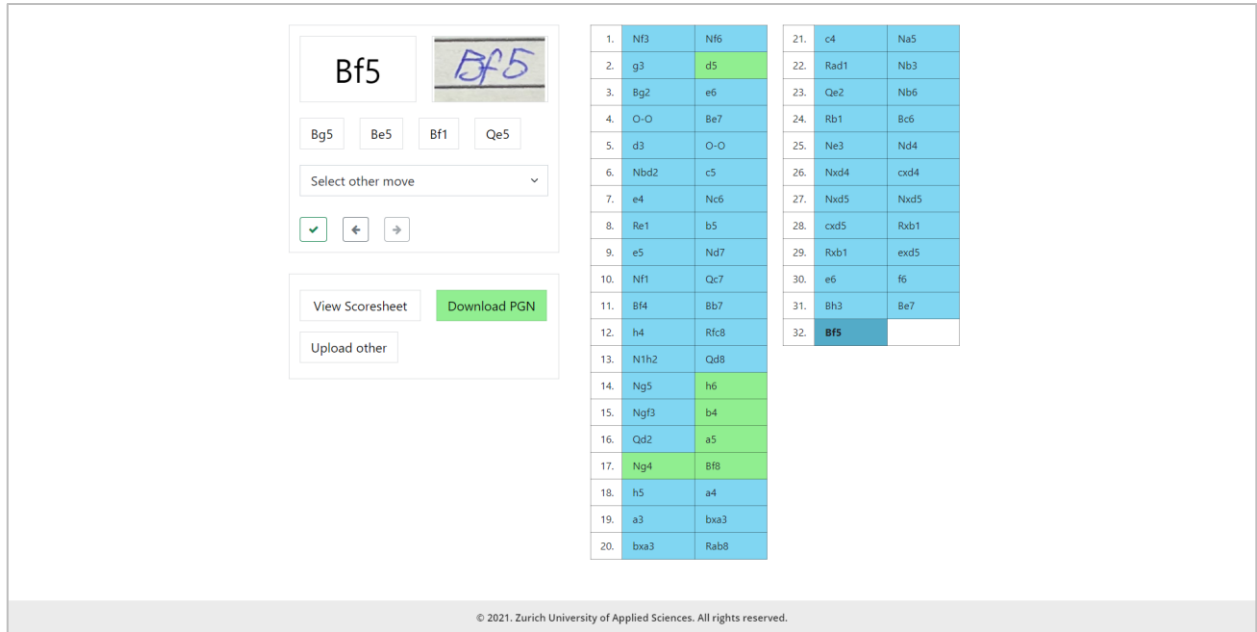 Bf5 Bf5
Bg5 Be5 Bf1 Qe5
Select other move
View Scoresheet Download PGN
Upload other
1. Nf3 Nf6
2. g3 d5
3. Bg2 e6
4. O-O Be7
5. d3 O-O
6. Nbd2 c5
7. e4 Nc6
8. Re1 b5
9. e5 Nd7
10. Nf1 Qc7
11. Bf4 Bb7
12. h4 Rfc8
13. N1h2 Qd8
14. Ng5 h6
15. Ngf3 b4
16. Qd2 a5
17. Ng4 Bf8
18. h5 a4
19. a3 bxa3
20. bxa3 Rab8
21. c4 Na5
22. Rad1 Nb3
23. Qe2 Nb6
24. Rb1 Bc6
25. Ne3 Nd4
26. Nxd4 cxd4
27. Nxd5 Nxd5
28. cxd5 Rxb1
29. Rxb1 exd5
30. e6 f6
31. Bh3 Be7
32. Bf5
© 2021. Zurich University of Applied Sciences. All rights reserved.